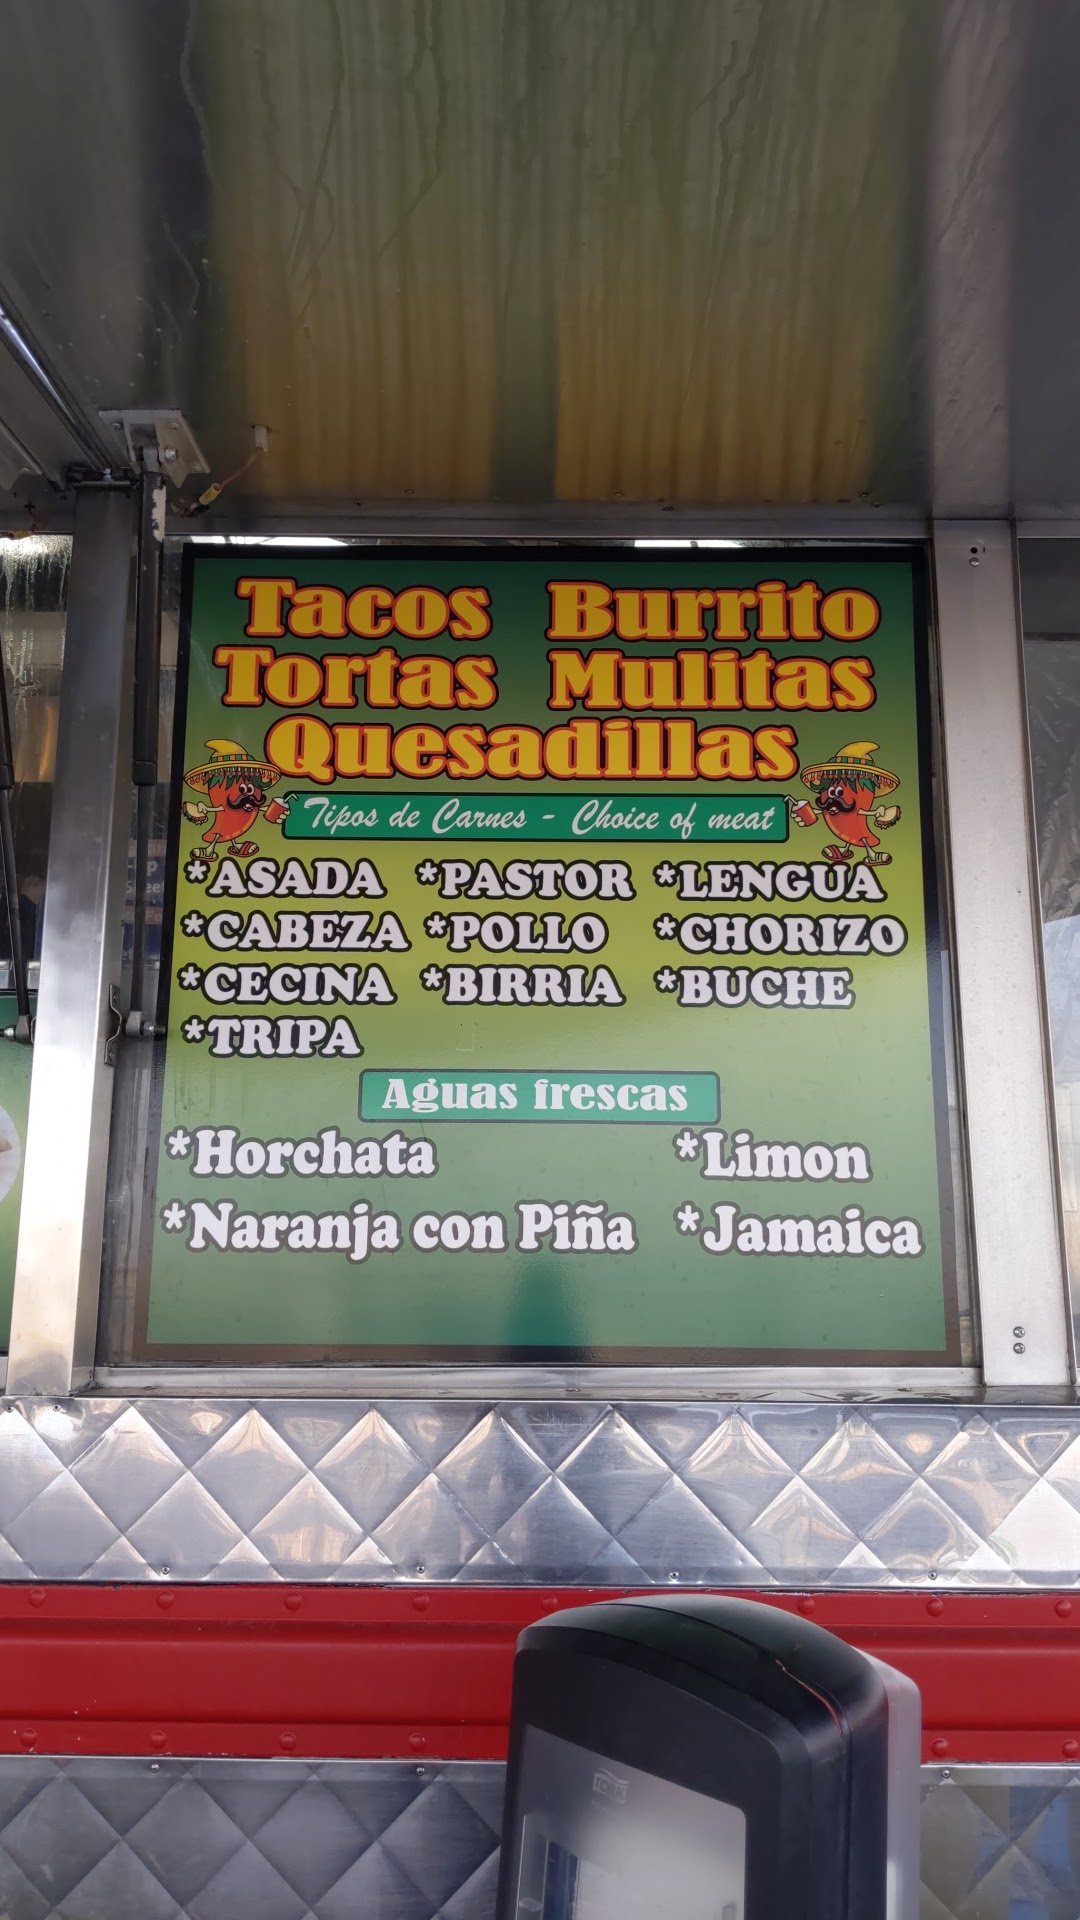 Tacos Burrito
Tortas Mulitas
Quesadillas
Tipos de Carnes - Choice of meat
*ASADA *PASTOR *LENGUA
*CABEZA *POLLO *CHORIZO
*CECINA *BIRRIA *BUCHE
*TRIPA
Aguas frescas
*Horchata *Limon
*Naranja con Piña *Jamaica
TORK